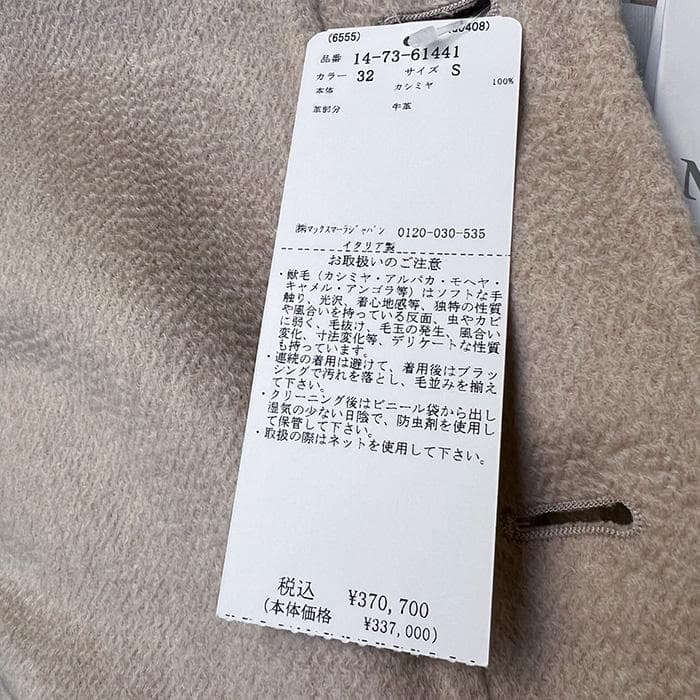 (6555)
品番 14-73-61441
カラー 32 サイズ S
本体 カシミヤ 100%
革部分 牛革
㈱マックスマーラジャパン 0120-030-535
イタリア製
お取扱いのご注意
・獣毛(カシミヤ・アルパカ・モヘヤ・
キャメル・アンゴラ等)はソフトな手
触り、光沢、着心地感等、独特の性質
や風合いを持っている反面、虫やカビ
に弱く、毛抜け、毛玉の発生、風合い
変化、寸法変化等、デリケートな性質
も持っています。
・連続の着用は避けて、着用後はブラッ
シングで汚れを落とし、毛並みを揃え
て下さい。
・クリーニング後はビニール袋から出し
湿気の少ない日陰で、防虫剤を使用し
て保管して下さい。
・取扱の際はネットを使用して下さい。
税込 ¥370,700
(本体価格 ¥337,000)